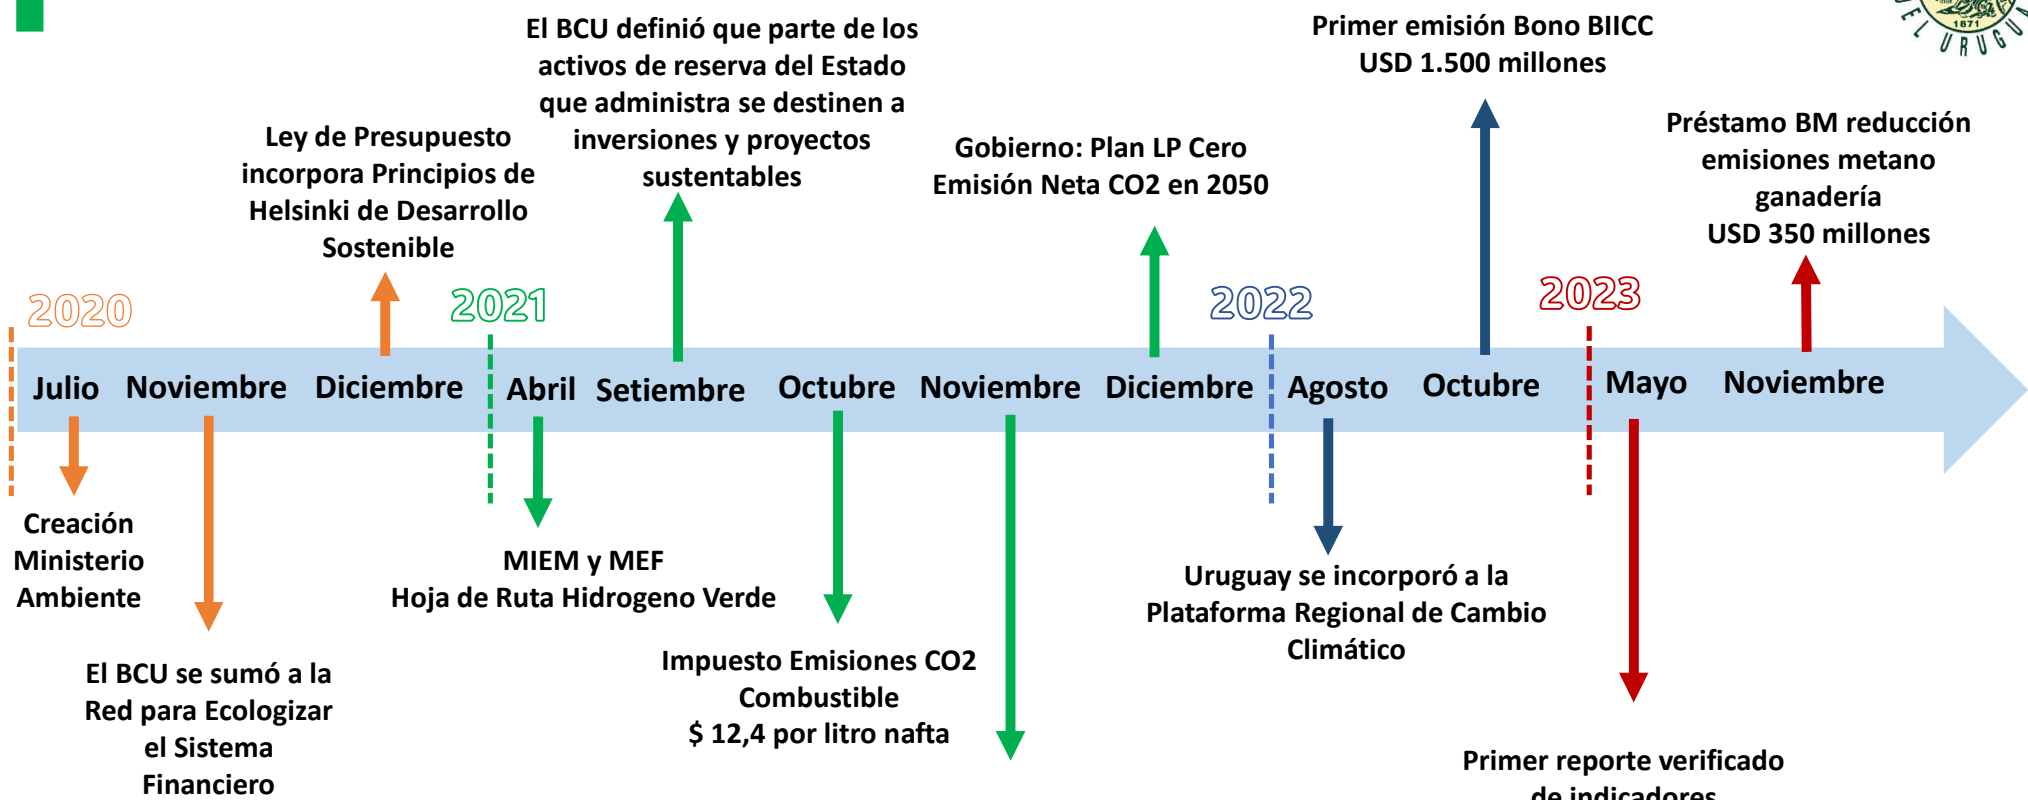 El BCU definió que parte de los
activos de reserva del Estado
que administra se destinen a
inversiones y proyectos
sustentables
Primer emisión Bono BIICC
USD 1.500 millones
1871
DEL URUGUA
Ley de Presupuesto
incorpora Principios de
Helsinki de Desarrollo
Sostenible
Gobierno: Plan LP Cero
Emisión Neta CO2 en 2050
Préstamo BM reducción
emisiones metano
ganadería
USD 350 millones
2020
2021
2022
2023
Julio
Noviembre
Diciembre
Abril
Setiembre
Octubre
Noviembre
Diciembre
Agosto
Octubre
Mayo
Noviembre
Creación
Ministerio
Ambiente
El BCU se sumó a la
Red para Ecologizar
el Sistema
Financiero
MIEM y MEF
Hoja de Ruta Hidrogeno Verde
Impuesto Emisiones CO2
Combustible
$ 12,4 por litro nafta
Uruguay se incorporó a la
Plataforma Regional de Cambio
Climático
Primer reporte verificado
de indicadores